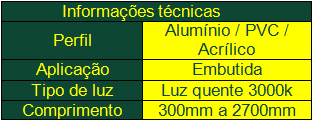 Informações técnicas
Perfil
Alumínio / PVC /
Acrílico
Aplicação
Embutida
Tipo de luz
Luz quente 3000k
Comprimento
300mm a 2700mm